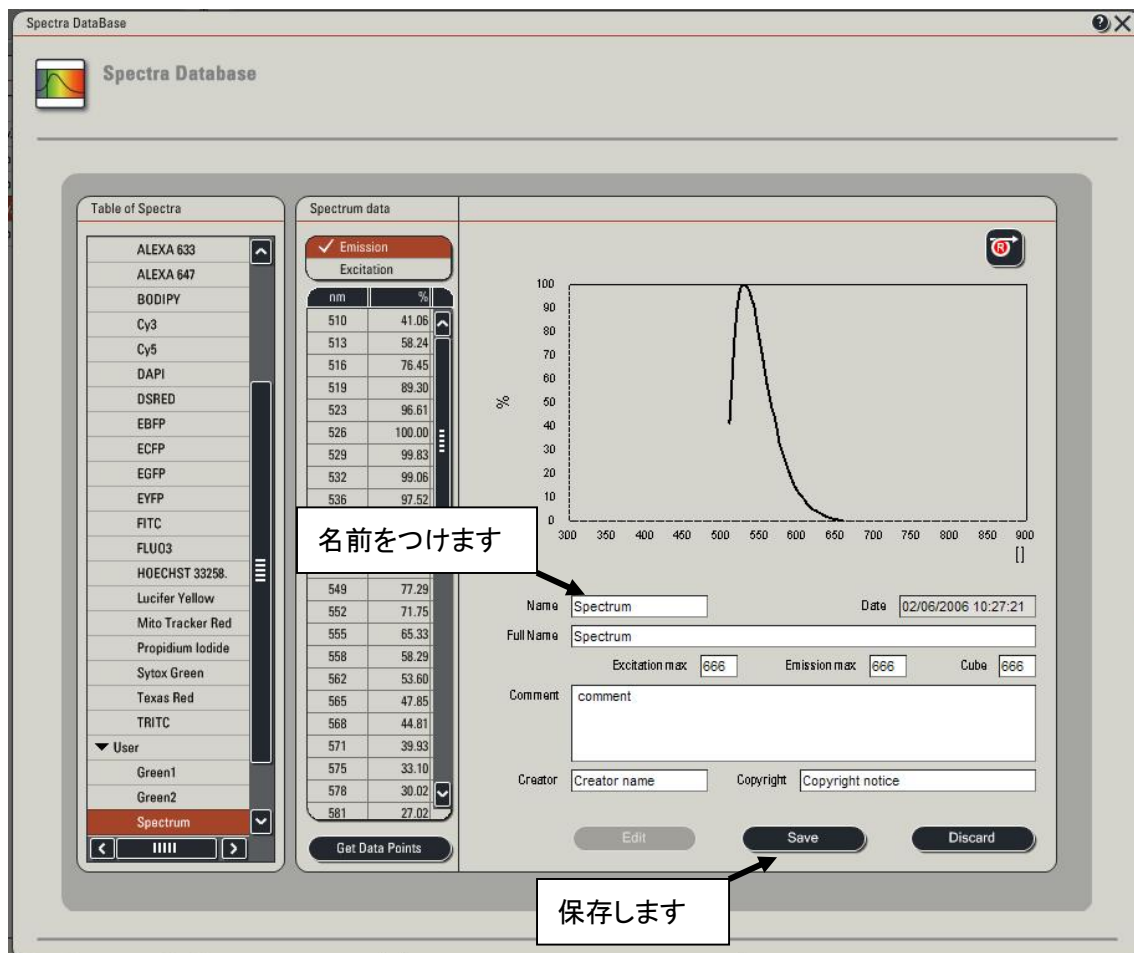 Spectra DataBase
Spectra Database
Table of Spectra
ALEXA 633
ALEXA 647
BODIPY
Cy3
Cy5
DAPI
DSRED
EBFP
ECFP
EGFP
EYFP
FITC
FLUO3
HOECHST 33258.
Lucifer Yellow
Mito Tracker Red
Propidium Iodide
Sytox Green
Texas Red
TRITC
User
Green1
Green2
Spectrum
Spectrum data
Emission
Excitation
nm %
510 41.06
513 58.24
516 76.45
519 89.30
523 96.61
526 100.00
529 99.83
532 99.06
536 97.52
549 77.29
552 71.75
555 65.33
558 58.29
562 53.60
565 47.85
568 44.81
571 39.93
575 33.10
578 30.02
581 27.02
Get Data Points
R
100
90
80
70
60
50
40
30
20
10
0
%
300 350 400 450 500 550 600 650 700 750 800 850 900
[]
名前をつけます
Name Spectrum Date 02/06/2006 10:27:21
Full Name Spectrum
Excitation max 666 Emission max 666 Cube 666
Comment comment
Creator Creator name Copyright Copyright notice
Edit Save Discard
保存します